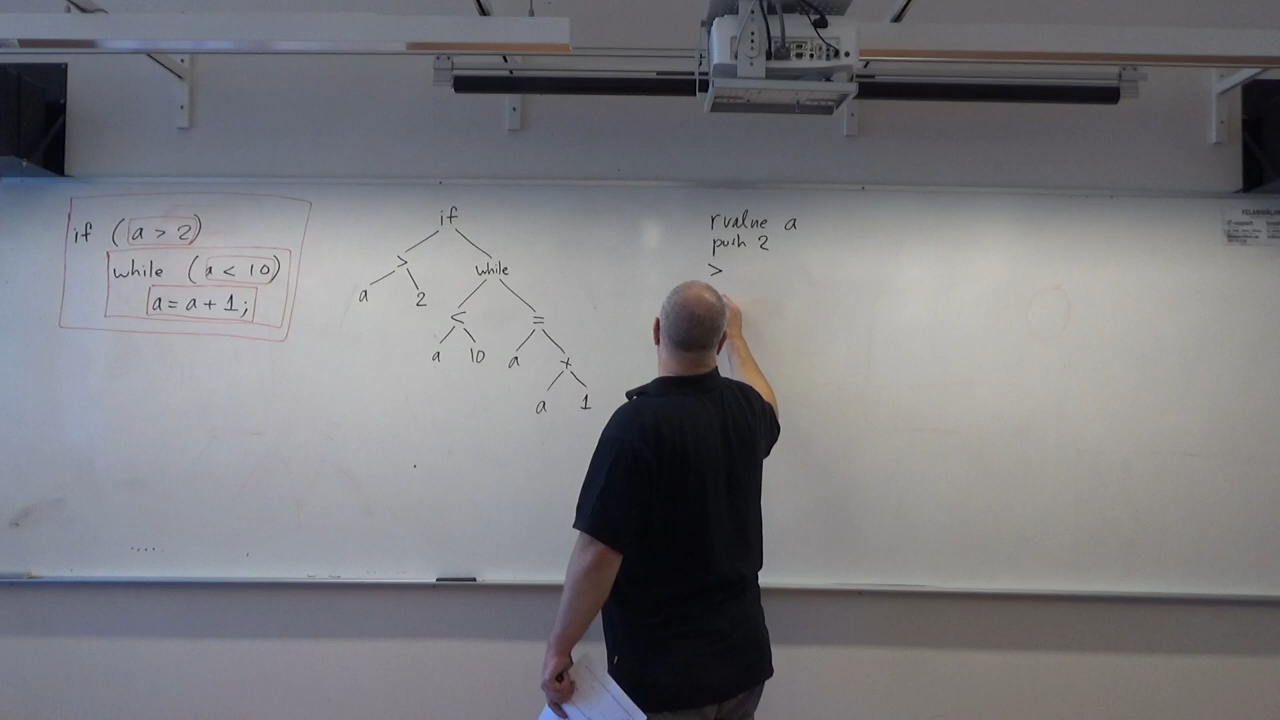 if (a > 2)
while (a < 10)
a = a + 1;
if
> while
a 2
< =
a 10 a +
a 1
rvalue a
push 2
>